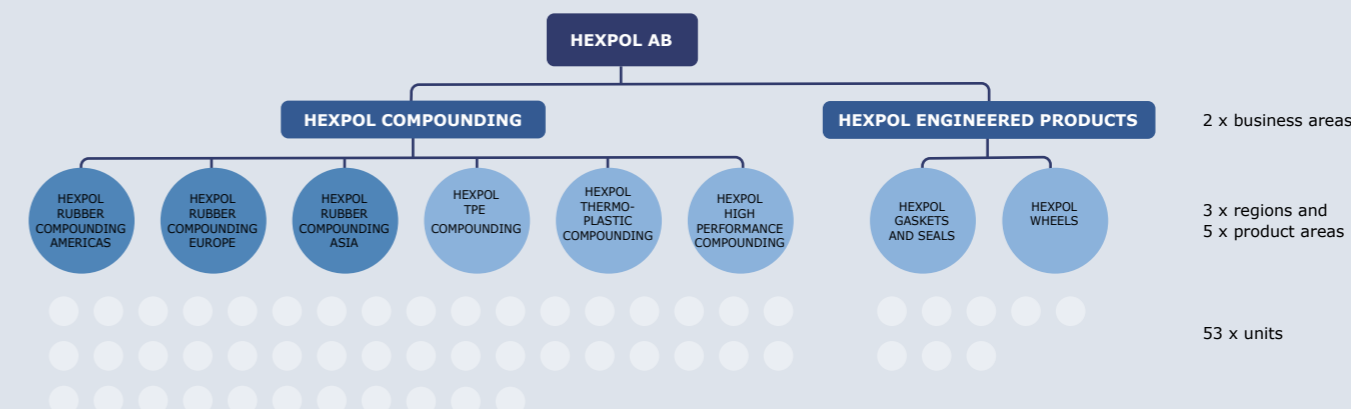 HEXPOL AB
HEXPOL COMPOUNDING
HEXPOL ENGINEERED PRODUCTS
2 x business areas
HEXPOL
RUBBER
COMPOUNDING
AMERICAS
HEXPOL
RUBBER
COMPOUNDING
EUROPE
HEXPOL
RUBBER
COMPOUNDING
ASIA
HEXPOL
TPE
COMPOUNDING
HEXPOL
THERMO-
PLASTIC
COMPOUNDING
HEXPOL
HIGH
PERFORMANCE
COMPOUNDING
HEXPOL
GASKETS
AND SEALS
HEXPOL
WHEELS
3 x regions and
5 x product areas
53 x units